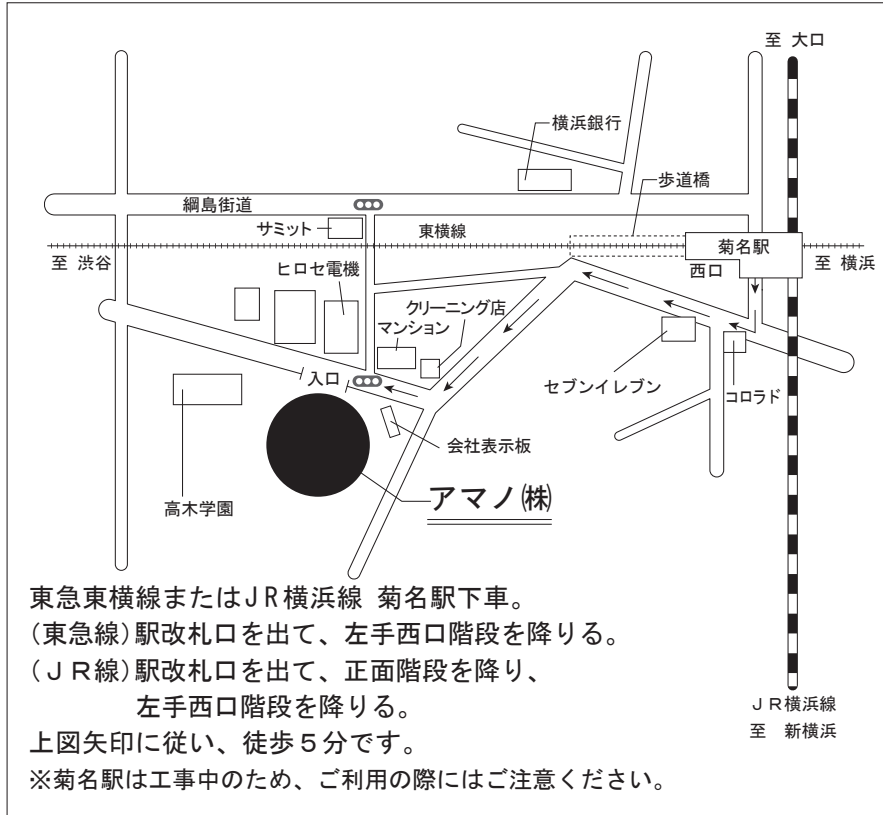 至 大口
横浜銀行
歩道橋
綱島街道
サミット
東横線
菊名駅
至 渋谷
西口
至 横浜
ヒロセ電機
クリーニング店
マンション
入口
セブンイレブン
コロラド
会社表示板
高木学園
アマノ㈱
東急東横線またはJR横浜線 菊名駅下車。
(東急線)駅改札口を出て、左手西口階段を降りる。
(JR線)駅改札口を出て、正面階段を降り、
左手西口階段を降りる。
JR横浜線
至 新横浜
上図矢印に従い、徒歩5分です。
※菊名駅は工事中のため、ご利用の際にはご注意ください。